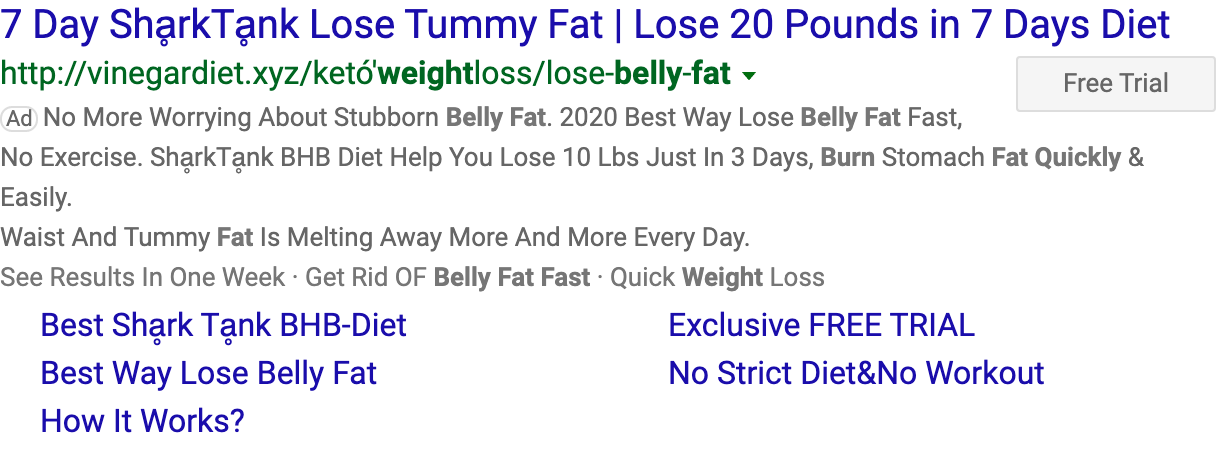 7 Day Shḁrk​Tḁnk Lose Tummy Fat | Lose 20 Pounds in 7 Days Diet
http://vinegardiet.xyz/ketó'weightloss/lose-belly-fat
Free Trial
Ad No More Worrying About Stubborn Belly Fat. 2020 Best Way Lose Belly Fat Fast,
No Exercise. ShḁrkTḁnk BHB Diet Help You Lose 10 Lbs Just In 3 Days, Burn Stomach Fat Quickly &
Easily.
Waist And Tummy Fat Is Melting Away More And More Every Day.
See Results In One Week · Get Rid OF Belly Fat Fast · Quick Weight Loss
Best Shḁrk Tḁnk BHB-Diet
Exclusive FREE TRIAL
Best Way Lose Belly Fat
No Strict Diet&No Workout
How It Works?